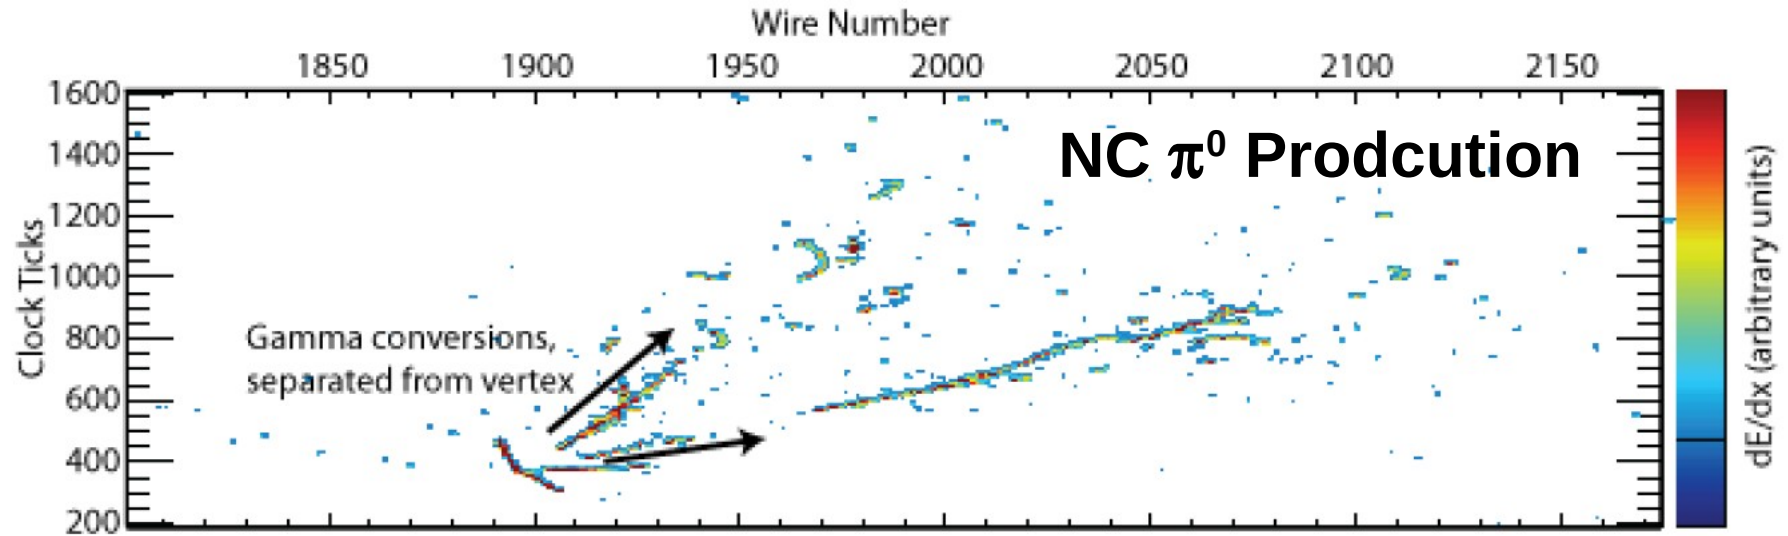 Wire Number
1850 1900 1950 2000 2050 2100 2150
1600
1400
1200
1000
800
600
400
200
Clock Ticks
NC π⁰ Prodcution
Gamma conversions,
separated from vertex
dE/dx (arbitrary units)